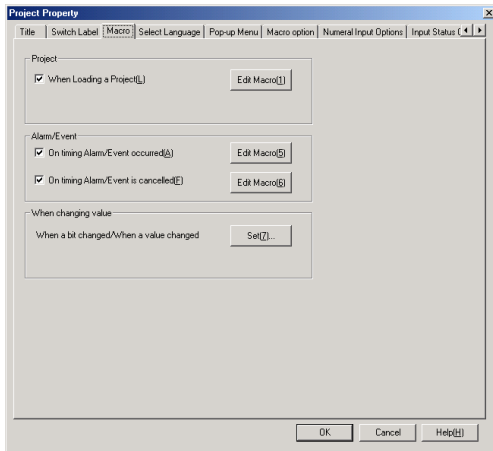 Project Property
Title Switch Label Macro Select Language Pop-up Menu Macro option Numeral Input Options Input Status
Project
When Loading a Project(L) Edit Macro(1)
Alarm/Event
On timing Alarm/Event occurred(A) Edit Macro(5)
On timing Alarm/Event is cancelled(F) Edit Macro(6)
When changing value
When a bit changed/When a value changed Set(7)...
OK Cancel Help(H)